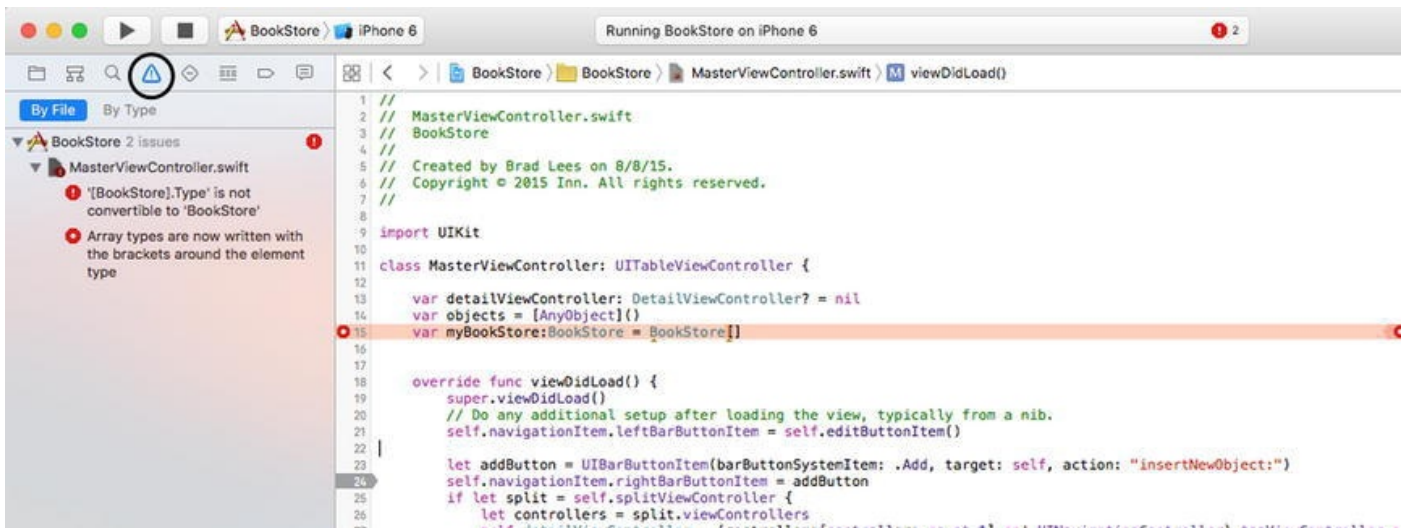 BookStore iPhone 6 Running BookStore on iPhone 6 2
BookStore BookStore MasterViewController.swift M viewDidLoad()
By File By Type
BookStore 2 issues
MasterViewController.swift
'[BookStore].Type' is not
convertible to 'BookStore'
Array types are now written with
the brackets around the element
type
1 //
2 // MasterViewController.swift
3 // BookStore
4 //
5 // Created by Brad Lees on 8/8/15.
6 // Copyright © 2015 Inn. All rights reserved.
7 //
8
9 import UIKit
10
11 class MasterViewController: UITableViewController {
12
13 var detailViewController: DetailViewController? = nil
14 var objects = [AnyObject]()
15 var myBookStore:BookStore = BookStore[]
16
17
18 override func viewDidLoad() {
19 super.viewDidLoad()
20 // Do any additional setup after loading the view, typically from a nib.
21 self.navigationItem.leftBarButtonItem = self.editButtonItem()
22
23 let addButton = UIBarButtonItem(barButtonSystemItem: .Add, target: self, action: "insertNewObject:")
24 self.navigationItem.rightBarButtonItem = addButton
25 if let split = self.splitViewController {
26 let controllers = split.viewControllers